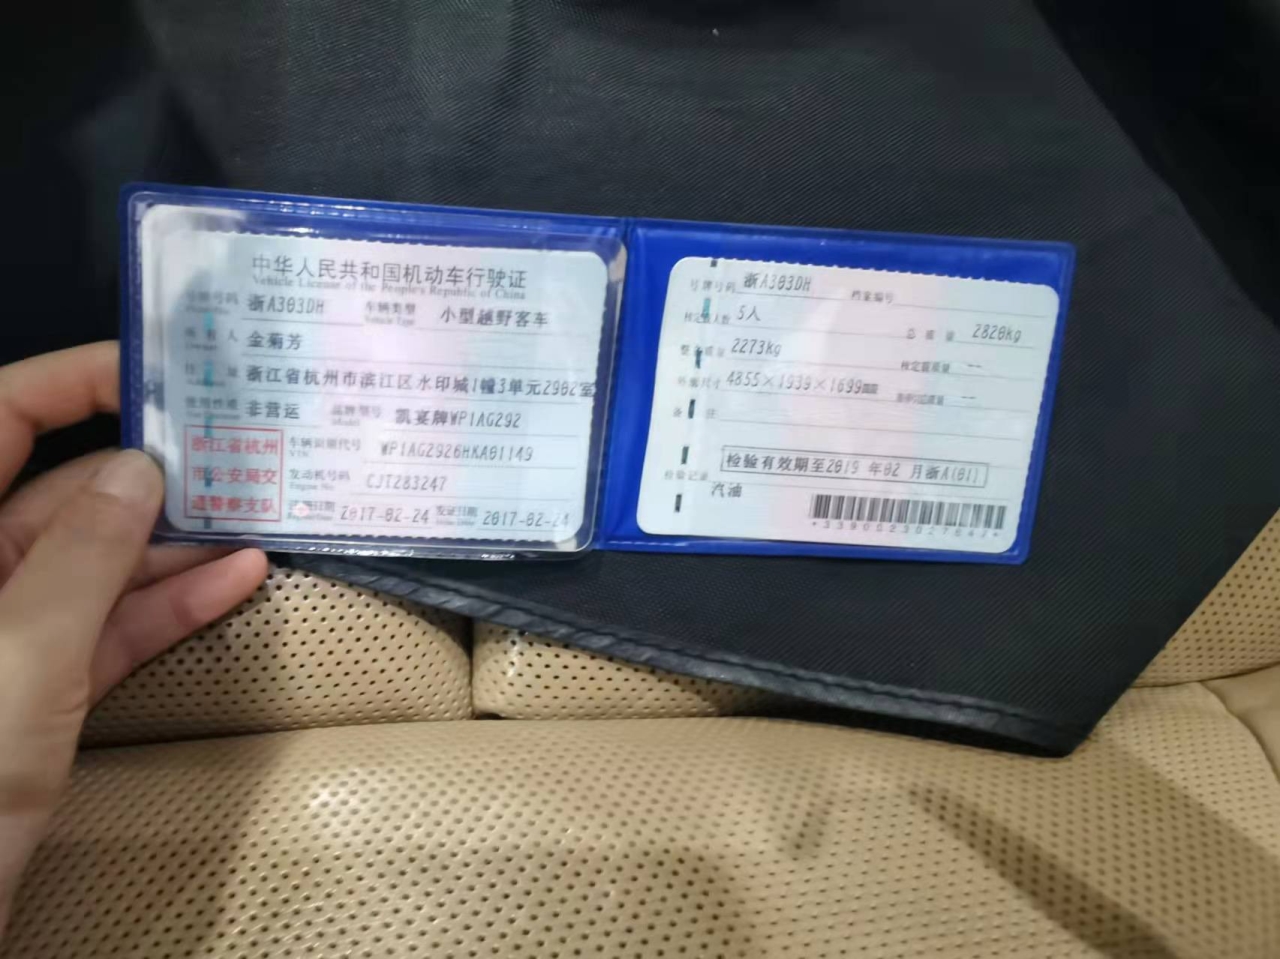 中华人民共和国机动车行驶证
Vehicle License of the People's Republic of China
号牌号码 浙A303DH 车辆类型 小型越野客车
Vehicle Type
所有人 金菊芳
住址 浙江省杭州市滨江区水印城1幢3单元2902室
使用性质 非营运 品牌型号 凯宴牌WP1AG292
Model
浙江省杭州
市公安局交
通警察支队
车辆识别代号 WP1AG2926HKA01149
VIN
发动机号码 CJT283247
Engine No.
注册日期 2017-02-24 发证日期 2017-02-24
号牌号码 浙A303DH 档案编号
核定载人数 5人 总质量 2820kg
整备质量 2273kg 核定载质量 --
外廓尺寸 4855×1939×1699mm --
备注
检验有效期至2019年02月浙A(01)
检验记录
汽油
*3390023027642*